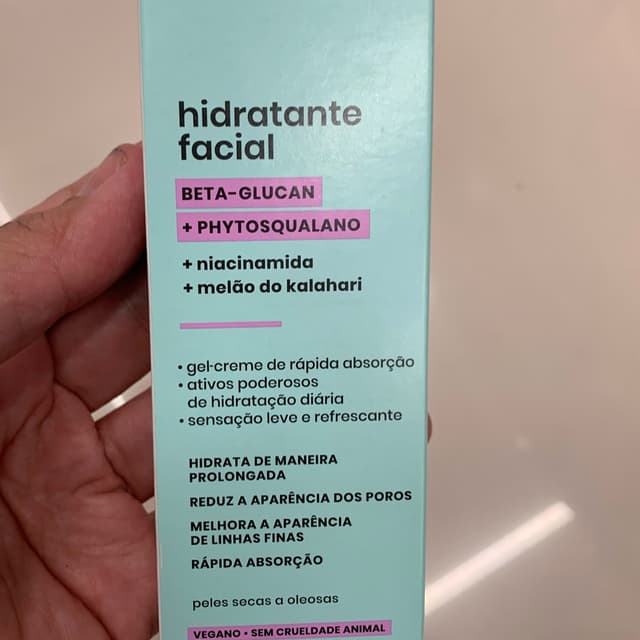 hidratante
facial
BETA-GLUCAN
+ PHYTOSQUALANO
+ niacinamida
+ melão do kalahari
• gel-creme de rápida absorção
• ativos poderosos
de hidratação diária
• sensação leve e refrescante
HIDRATA DE MANEIRA
PROLONGADA
REDUZ A APARÊNCIA DOS POROS
MELHORA A APARÊNCIA
DE LINHAS FINAS
RÁPIDA ABSORÇÃO
peles secas a oleosas
VEGANO • SEM CRUELDADE ANIMAL